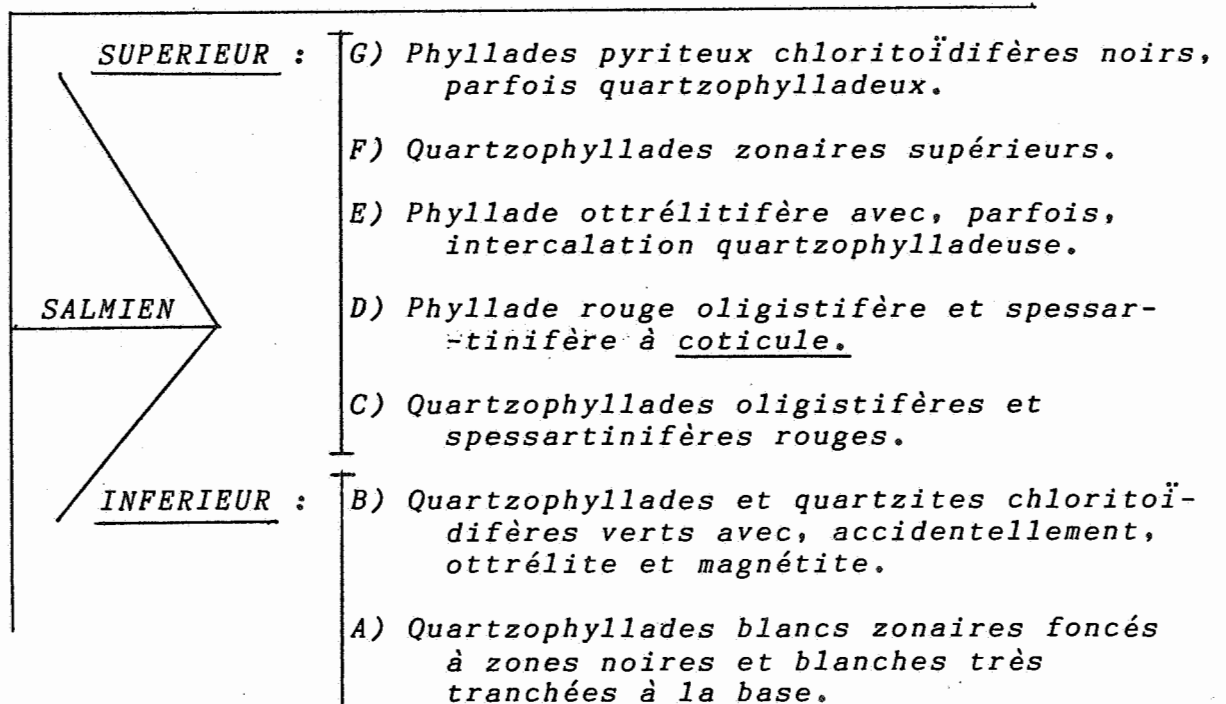 SUPERIEUR : G) Phyllades pyriteux chloritoïdifères noirs,
parfois quartzophylladeux.
F) Quartzophyllades zonaires supérieurs.
E) Phyllade ottrélitifère avec, parfois,
intercalation quartzophylladeuse.
SALMIEN D) Phyllade rouge oligistifère et spessar-
-tinifère à coticule.
C) Quartzophyllades oligistifères et
spessartinifères rouges.
INFERIEUR : B) Quartzophyllades et quartzites chloritoï-
difères verts avec, accidentellement,
ottrélite et magnétite.
A) Quartzophyllades blancs zonaires foncés
à zones noires et blanches très
tranchées à la base.